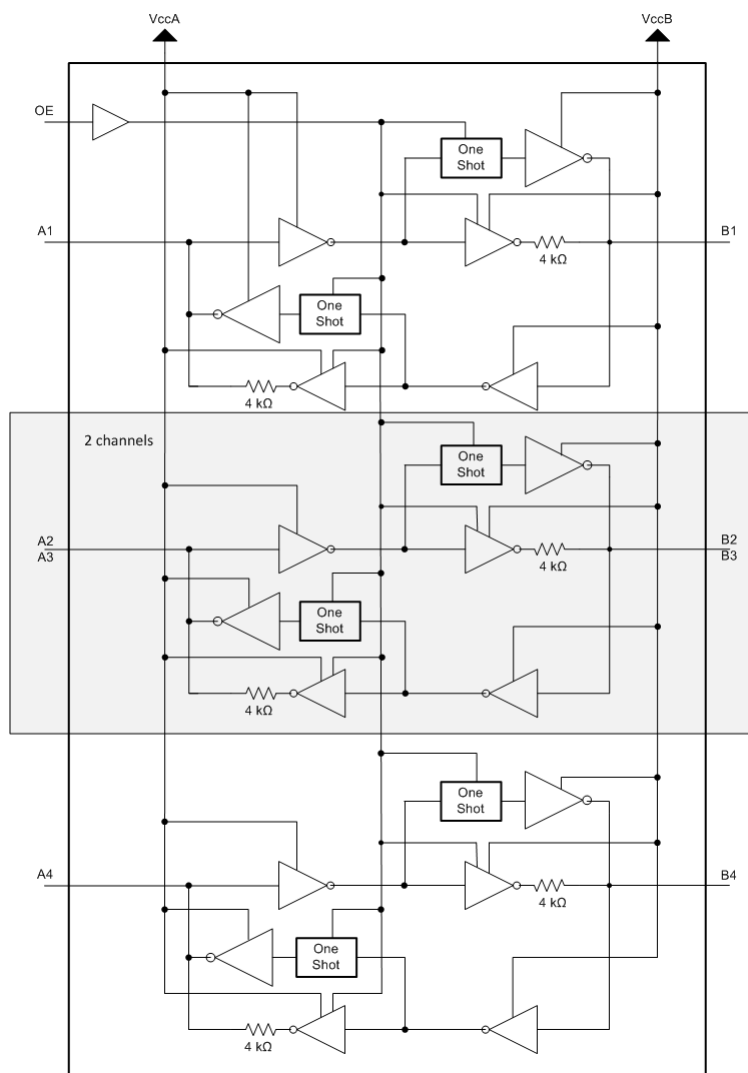 VccA
VccB
OE
One
Shot
A1
B1
4 kΩ
One
Shot
4 kΩ
2 channels
One
Shot
A2
A3
B2
B3
4 kΩ
One
Shot
4 kΩ
One
Shot
A4
B4
4 kΩ
One
Shot
4 kΩ